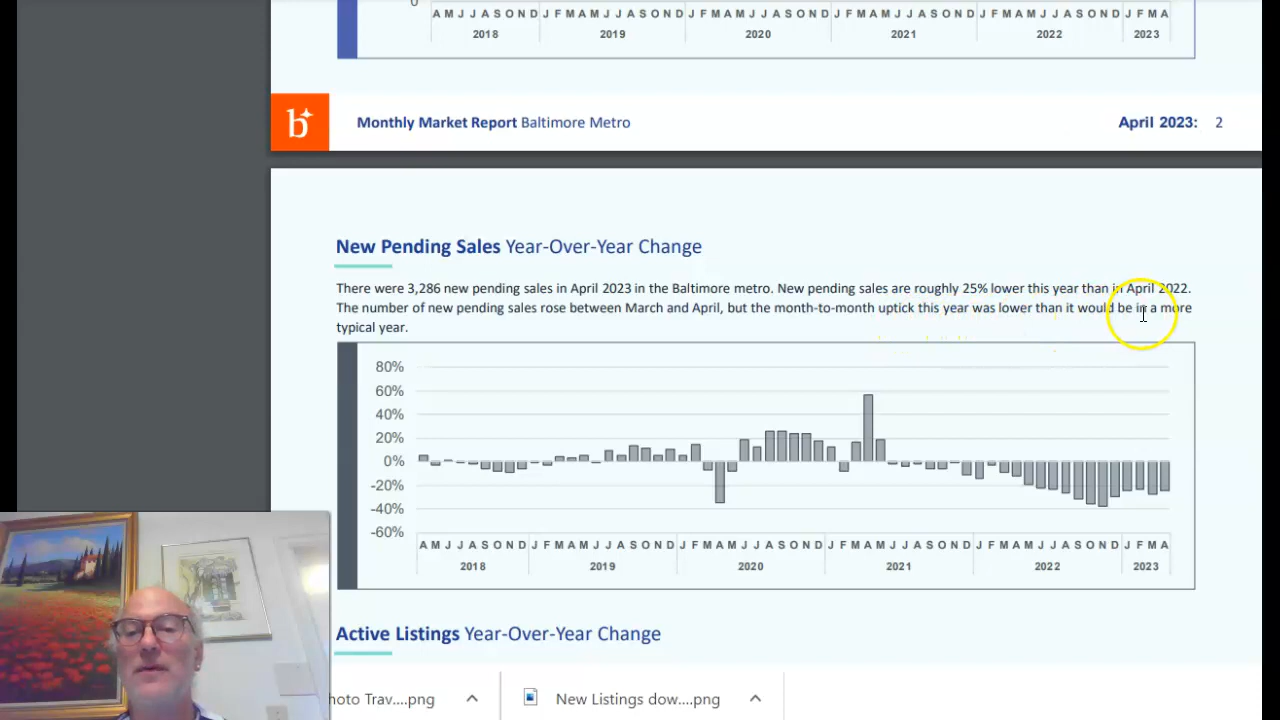 0
A M J J A S O N D J F M A M J J A S O N D J F M A M J J A S O N D J F M A M J J A S O N D J F M A M J J A S O N D J F M A
2018 2019 2020 2021 2022 2023
b
Monthly Market Report Baltimore Metro April 2023: 2
New Pending Sales Year-Over-Year Change
There were 3,286 new pending sales in April 2023 in the Baltimore metro. New pending sales are roughly 25% lower this year than in April 2022.
The number of new pending sales rose between March and April, but the month-to-month uptick this year was lower than it would be in a more
typical year.
80%
60%
40%
20%
0%
-20%
-40%
-60%
A M J J A S O N D J F M A M J J A S O N D J F M A M J J A S O N D J F M A M J J A S O N D J F M A M J J A S O N D J F M A
2018 2019 2020 2021 2022 2023
Active Listings Year-Over-Year Change
hoto Trav....png New Listings dow....png